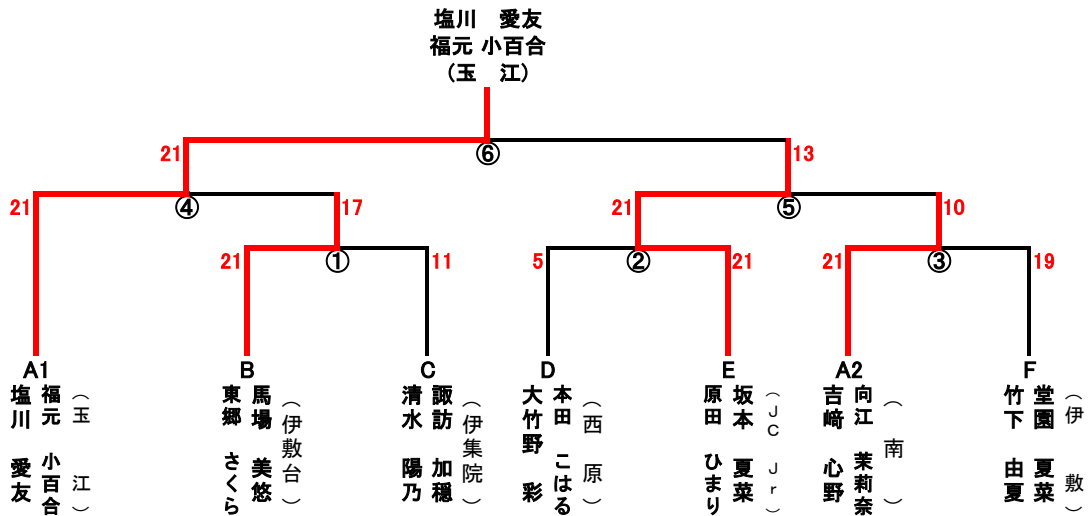 塩川　愛友
福元 小百合
（玉　江）
⑥
21
13
④
⑤
21
17
21
10
①
②
③
21
11
5
21
21
19
A1
B
C
D
E
A2
F
塩川　愛友
福元　小百合
（玉　江）
東郷　さくら
馬場　美悠
（伊敷台）
清水　陽乃
諏訪　加穏
（伊集院）
大竹野　彩
本田　こはる
（西　原）
原田　ひまり
坂本　夏菜
（JC　Jr）
吉﨑　心野
向江　茉莉奈
（南）
竹下　由夏
堂園　夏菜
（伊　敷）